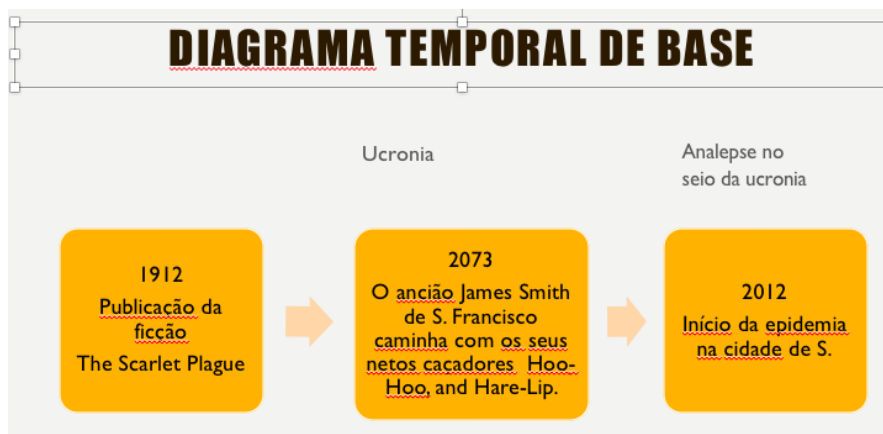 DIAGRAMA TEMPORAL DE BASE
Ucronia
Analepse no
seio da ucronia
1912
Publicação da
ficção
The Scarlet Plague
2073
O ancião James Smith
de S. Francisco
caminha com os seus
netos caçadores Hoo-
Hoo, and Hare-Lip.
2012
Início da epidemia
na cidade de S.